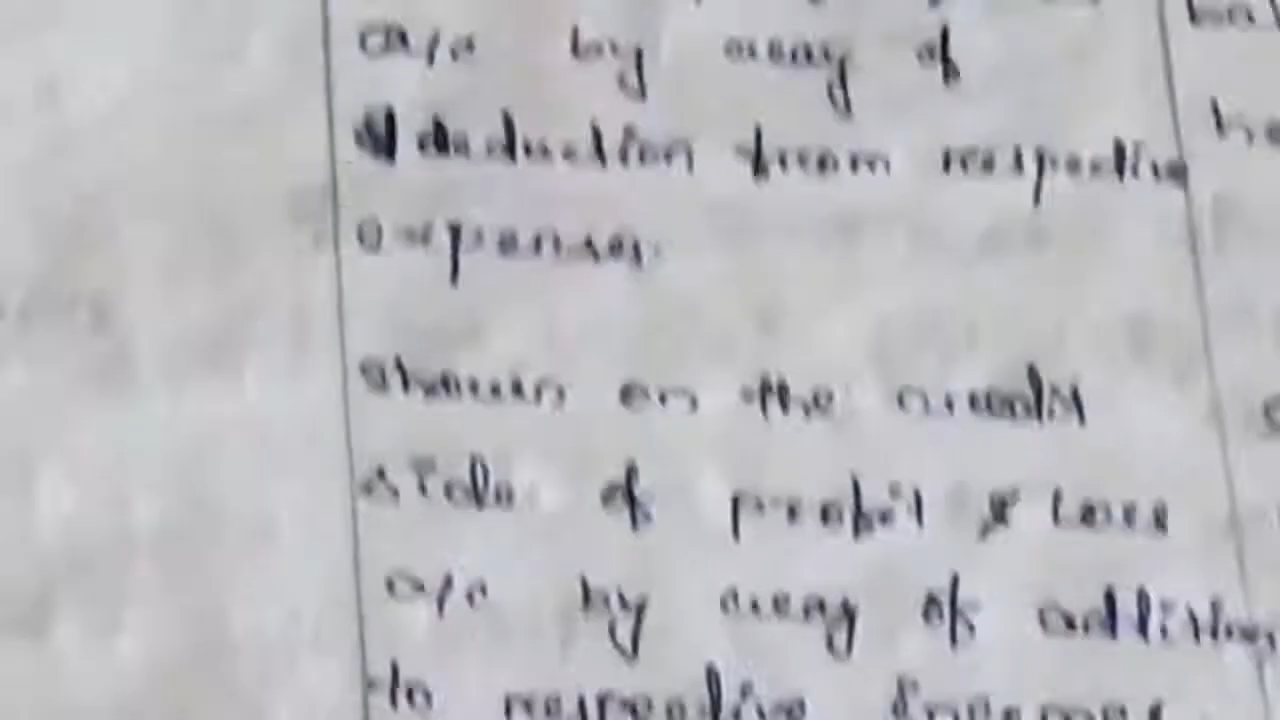 a/c by way of
deduction from respective
expenses.
shown on the credit
side of profit & loss
a/c by way of addition
to respective incomes